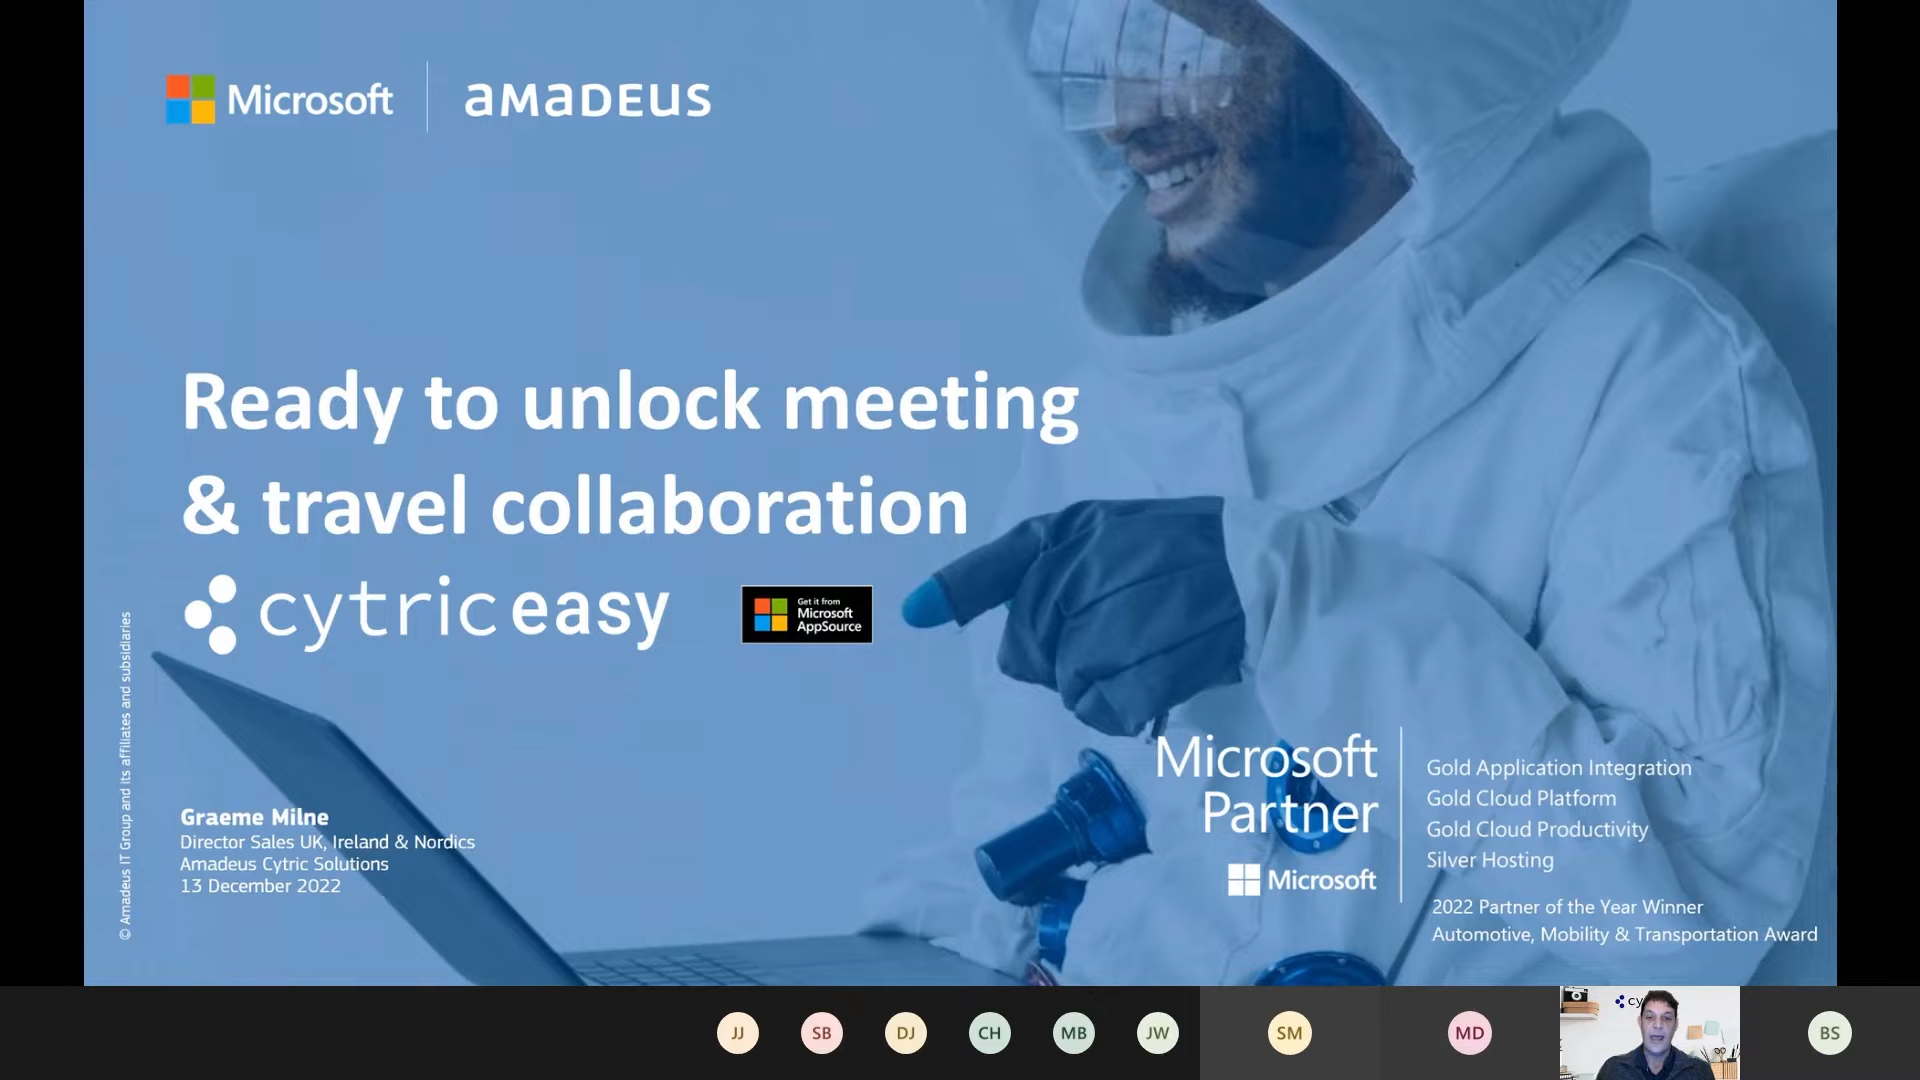 Microsoft
amadeus
Ready to unlock meeting
& travel collaboration
cytric easy
Get it from
Microsoft
AppSource
© Amadeus IT Group and its affiliates and subsidiaries
Graeme Milne
Director Sales UK, Ireland & Nordics
Amadeus Cytric Solutions
13 December 2022
Microsoft
Partner
Microsoft
Gold Application Integration
Gold Cloud Platform
Gold Cloud Productivity
Silver Hosting
2022 Partner of the Year Winner
Automotive, Mobility & Transportation Award
JJ
SB
DJ
CH
MB
JW
SM
MD
cy
BS